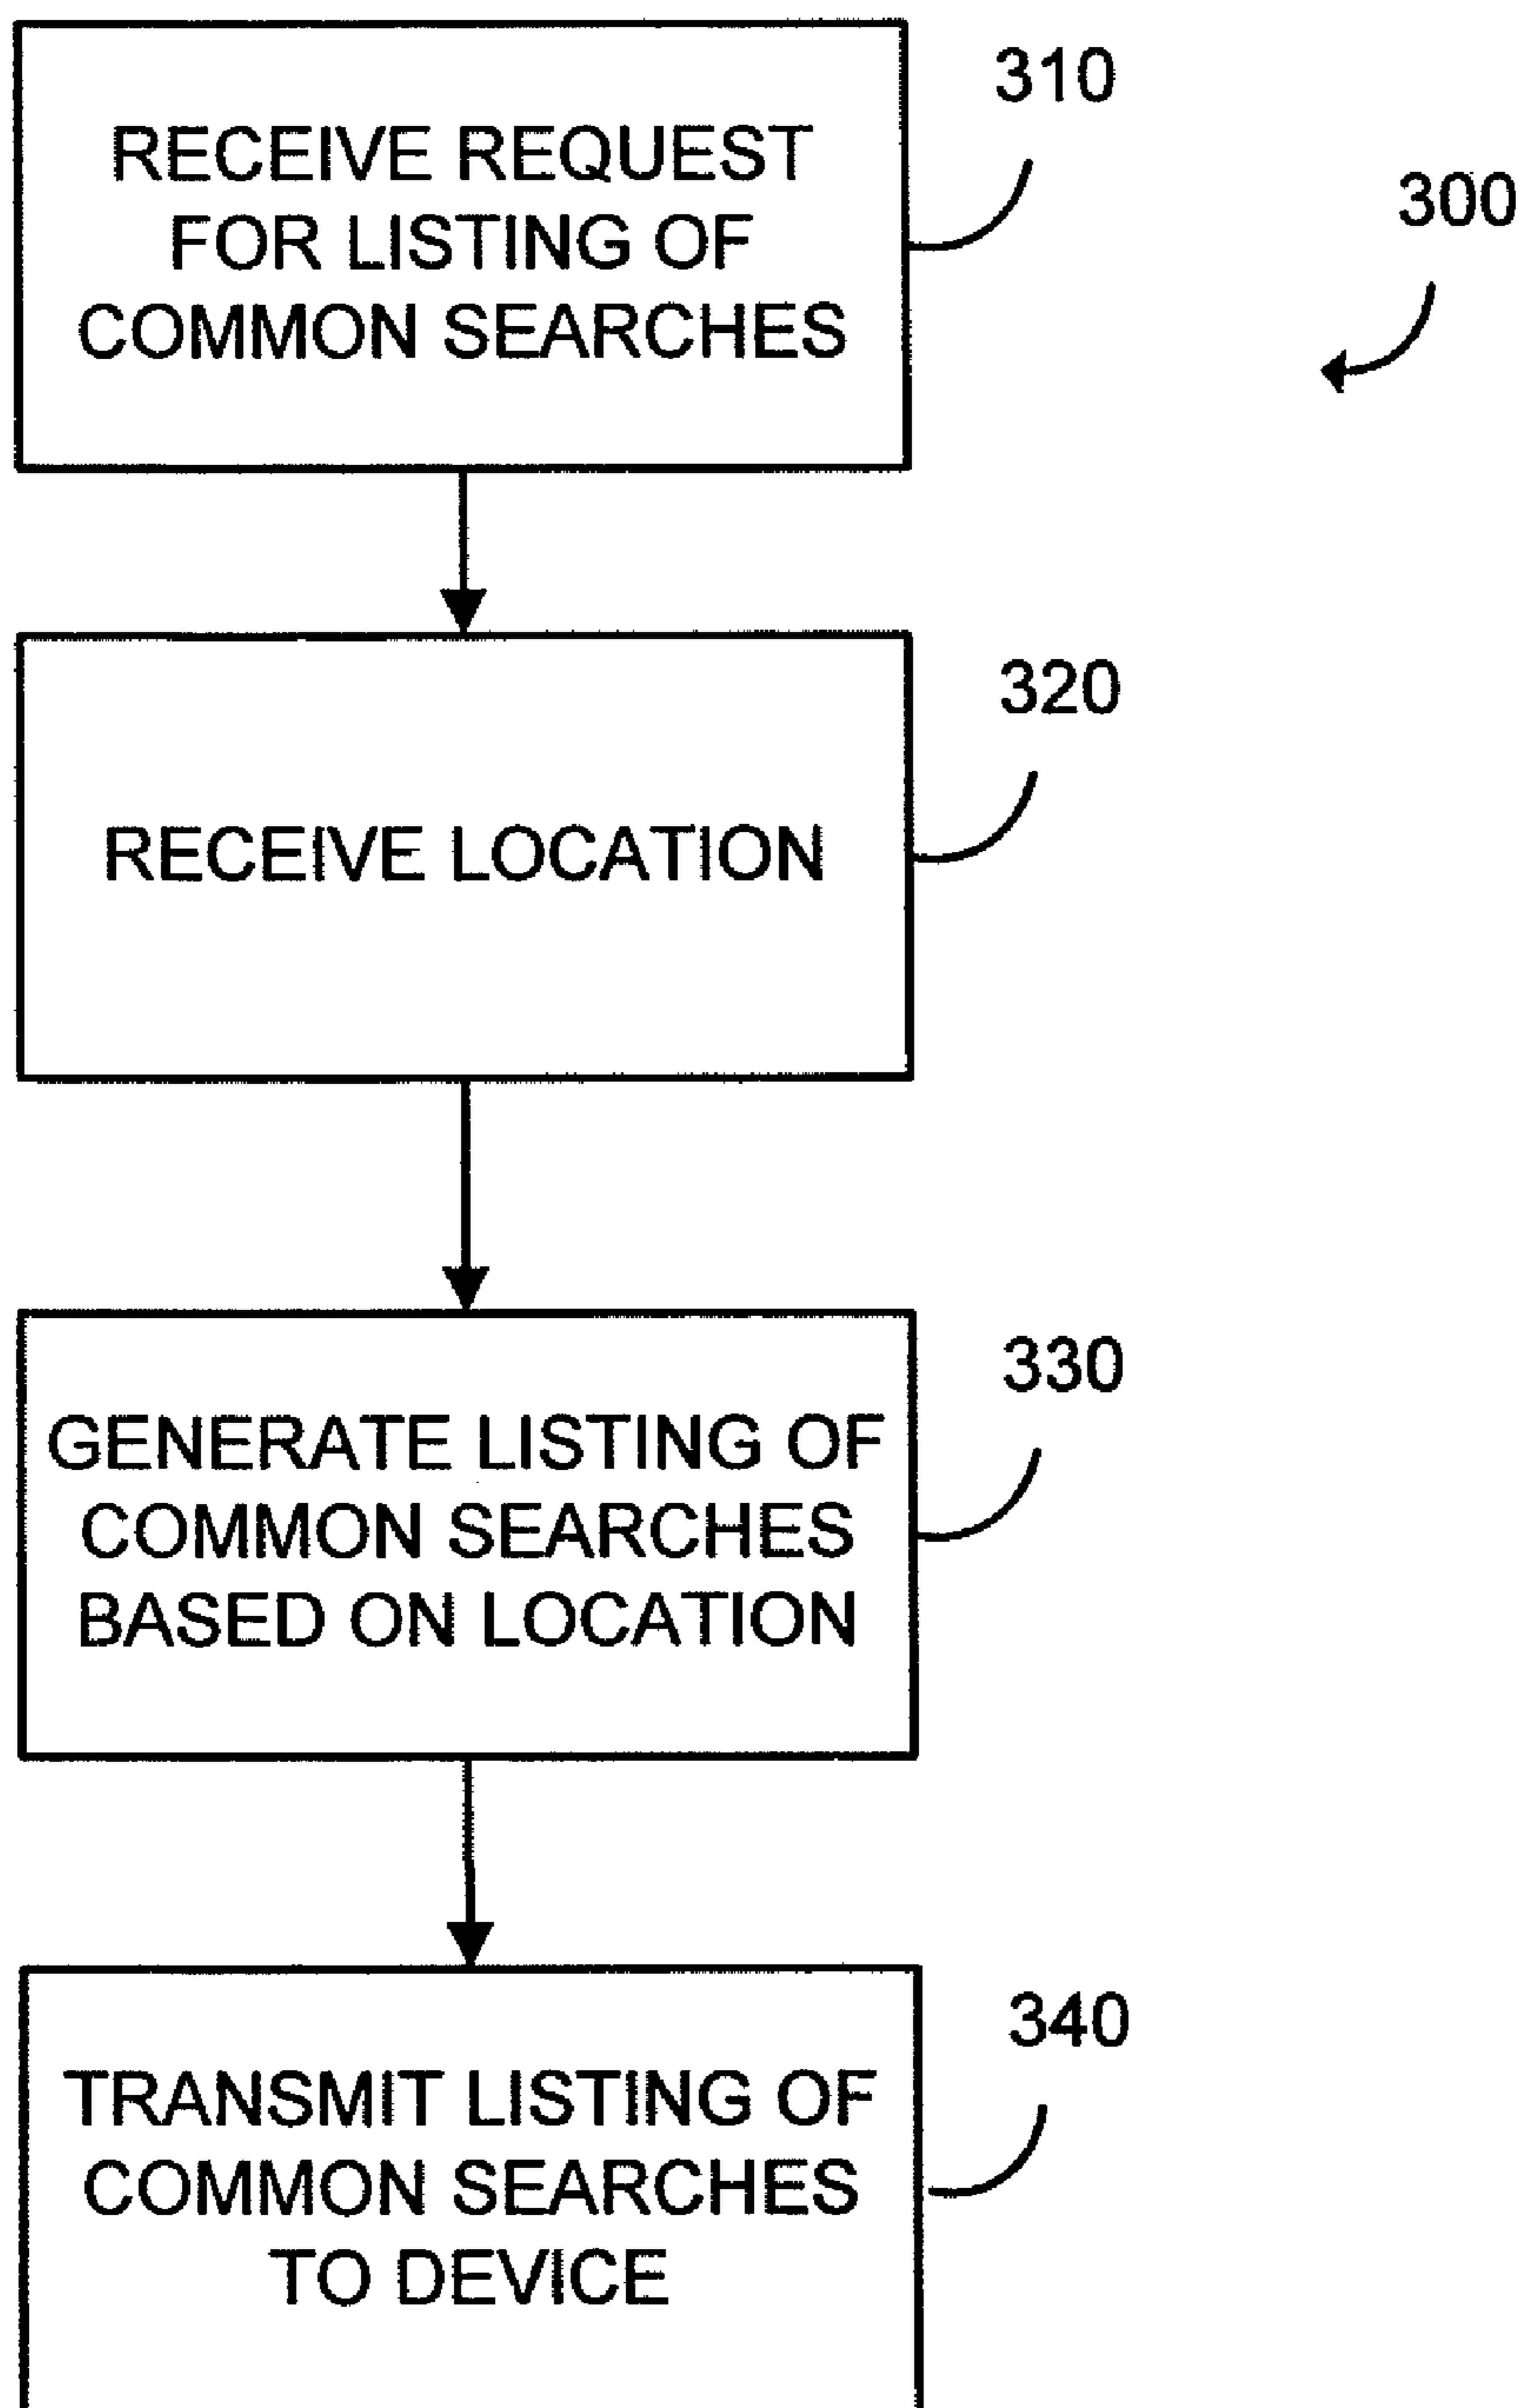 310
RECEIVE REQUEST
FOR LISTING OF
COMMON SEARCHES
300
320
RECEIVE LOCATION
330
GENERATE LISTING OF
COMMON SEARCHES
BASED ON LOCATION
340
TRANSMIT LISTING OF
COMMON SEARCHES
TO DEVICE